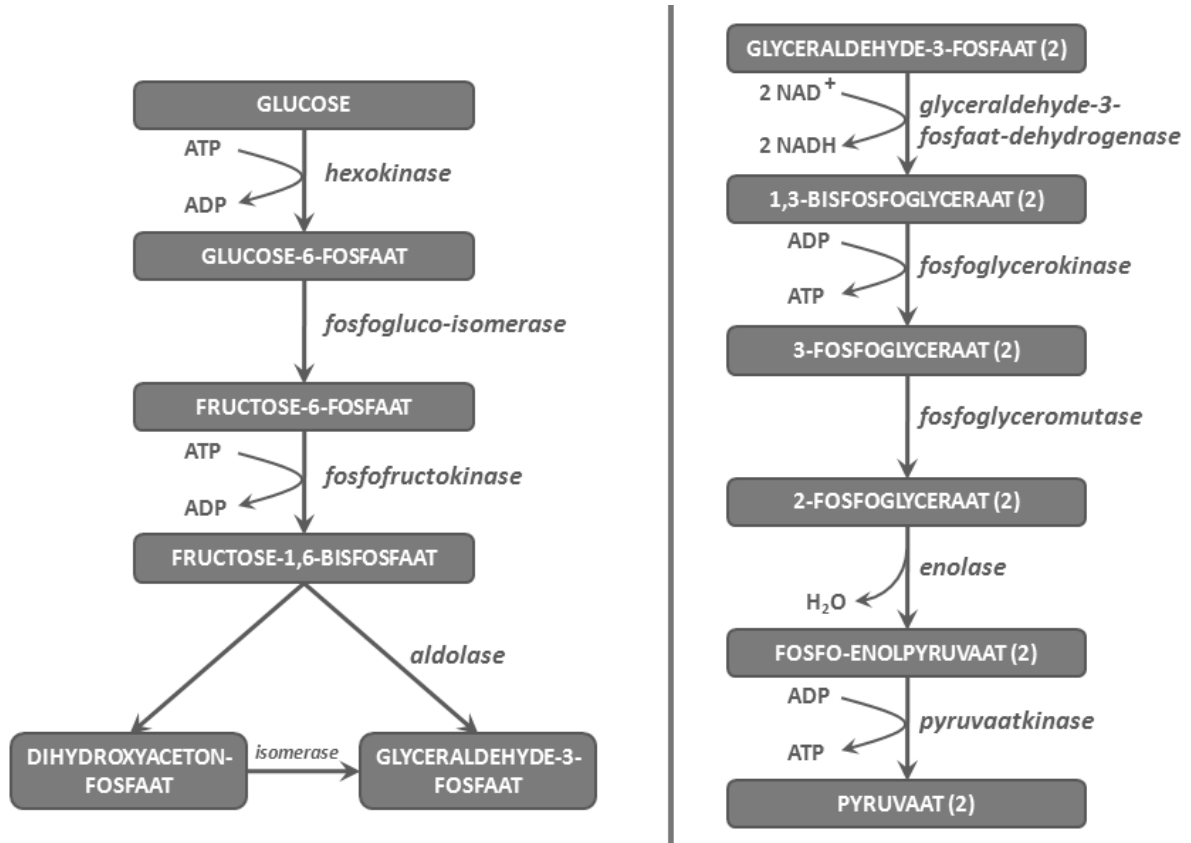 GLUCOSE
ATP
hexokinase
ADP
GLUCOSE-6-FOSFAAT
fosfogluco-isomerase
FRUCTOSE-6-FOSFAAT
ATP
fosfofructokinase
ADP
FRUCTOSE-1,6-BISFOSFAAT
aldolase
DIHYDROXYACETON-
FOSFAAT
isomerase
GLYCERALDEHYDE-3-
FOSFAAT
GLYCERALDEHYDE-3-FOSFAAT (2)
2 NAD⁺
glyceraldehyde-3-
fosfaat-dehydrogenase
2 NADH
1,3-BISFOSFOGLYCERAAT (2)
ADP
fosfoglycerokinase
ATP
3-FOSFOGLYCERAAT (2)
fosfoglyceromutase
2-FOSFOGLYCERAAT (2)
enolase
H₂O
FOSFO-ENOLPYRUVAAT (2)
ADP
pyruvaatkinase
ATP
PYRUVAAT (2)